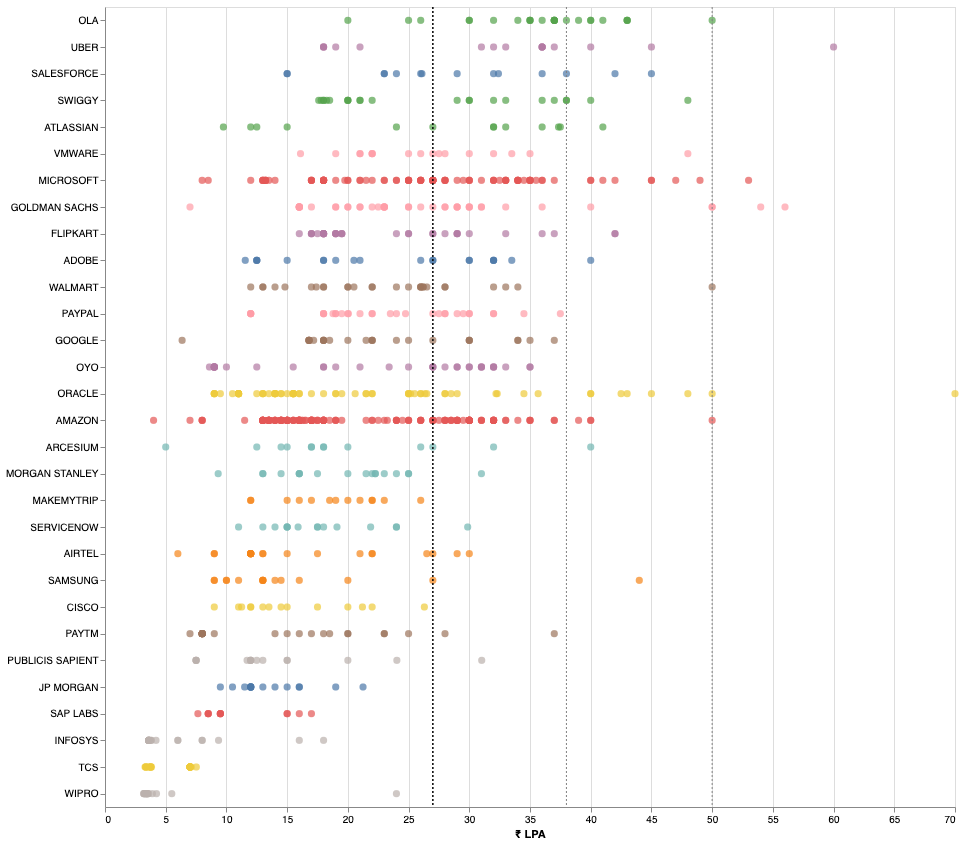 OLA
UBER
SALESFORCE
SWIGGY
ATLASSIAN
VMWARE
MICROSOFT
GOLDMAN SACHS
FLIPKART
ADOBE
WALMART
PAYPAL
GOOGLE
OYO
ORACLE
AMAZON
ARCESIUM
MORGAN STANLEY
MAKEMYTRIP
SERVICENOW
AIRTEL
SAMSUNG
CISCO
PAYTM
PUBLICIS SAPIENT
JP MORGAN
SAP LABS
INFOSYS
TCS
WIPRO
0 5 10 15 20 25 30 35 40 45 50 55 60 65 70
₹ LPA